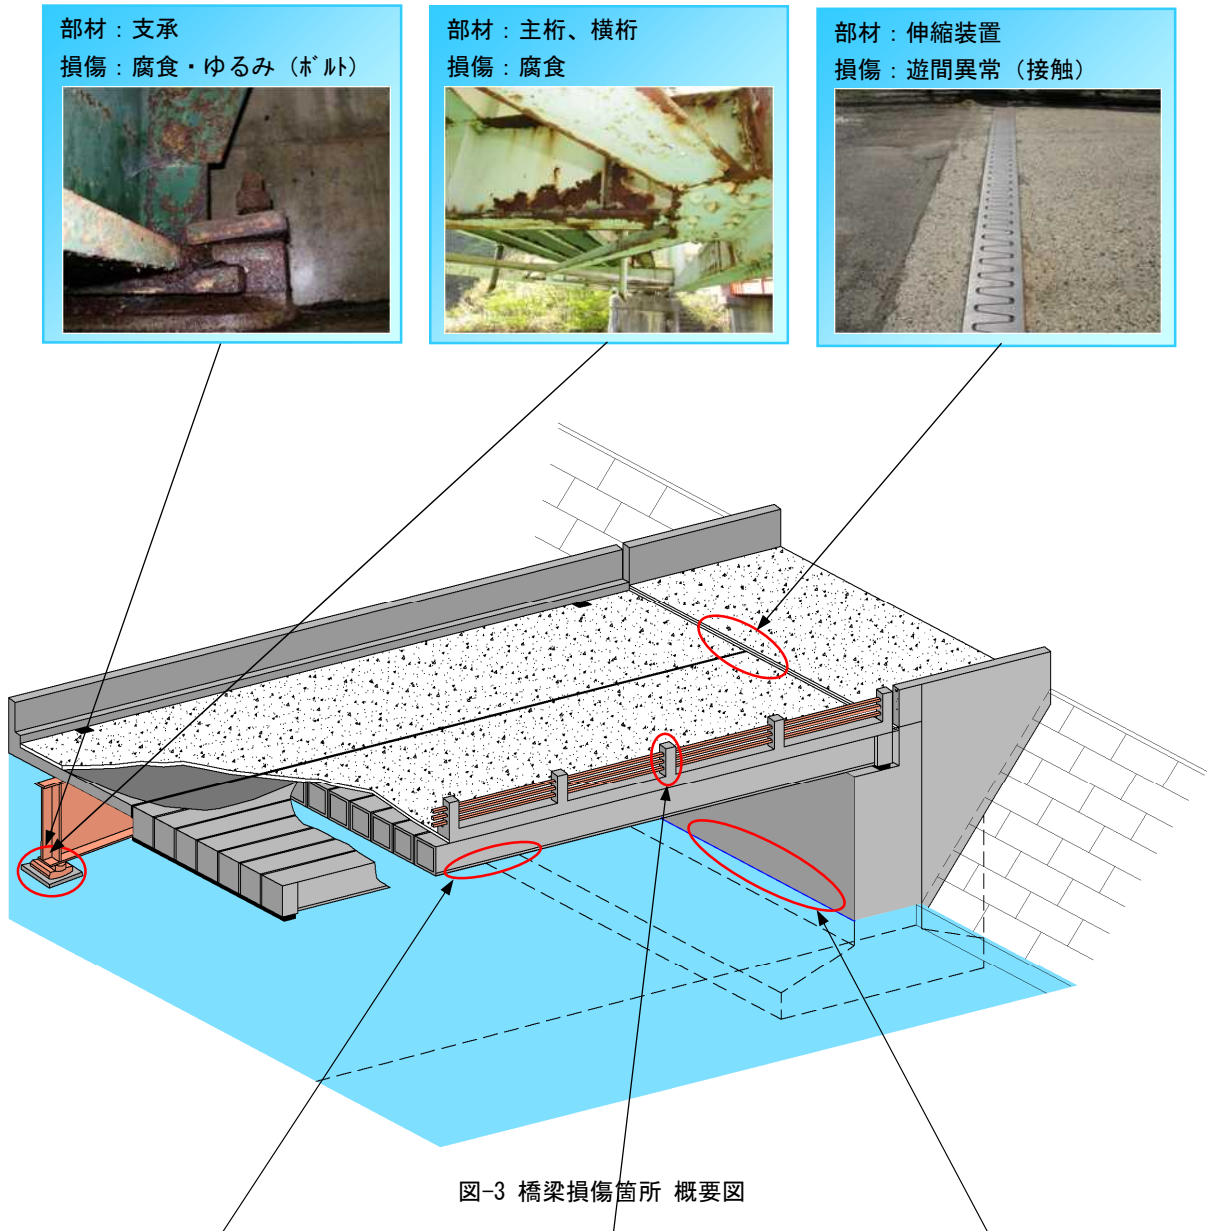 部材：支承
損傷：腐食・ゆるみ（ﾎﾞﾙﾄ）
部材：主桁、横桁
損傷：腐食
部材：伸縮装置
損傷：遊間異常（接触）
図-3 橋梁損傷箇所 概要図